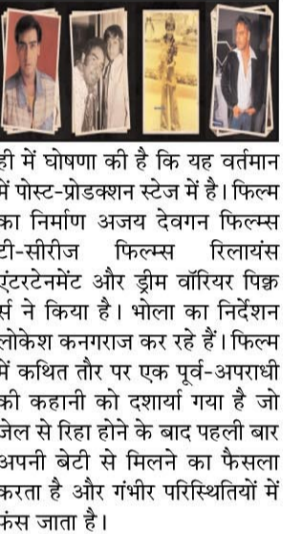 ही में घोषणा की है कि यह वर्तमान
में पोस्ट-प्रोडक्शन स्टेज में है। फिल्म
का निर्माण अजय देवगन फिल्म्स
टी-सीरीज फिल्म्स रिलायंस
एंटरटेनमेंट और ड्रीम वॉरियर पिक्च
र्स ने किया है। भोला का निर्देशन
लोकेश कनगराज कर रहे हैं। फिल्म
में कथित तौर पर एक पूर्व-अपराधी
की कहानी को दर्शाया गया है जो
जेल से रिहा होने के बाद पहली बार
अपनी बेटी से मिलने का फैसला
करता है और गंभीर परिस्थितियों में
फंस जाता है।